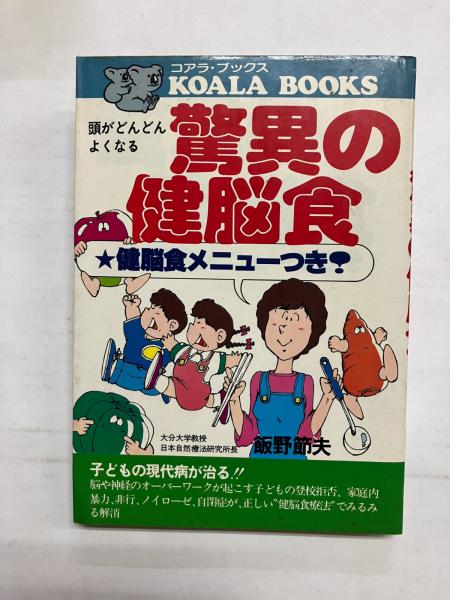 コアラ・ブックス
KOALA BOOKS
頭がどんどん
よくなる
驚異の
健脳食
★健脳食メニューつき!
大分大学教授
日本自然療法研究所長
飯野節夫
子どもの現代病が治る!!
脳や神経のオーバーワークが起こす子どもの登校拒否、家庭内
暴力、非行、ノイローゼ、自閉症が、正しい〝健脳食療法〟でみるみ
る解消